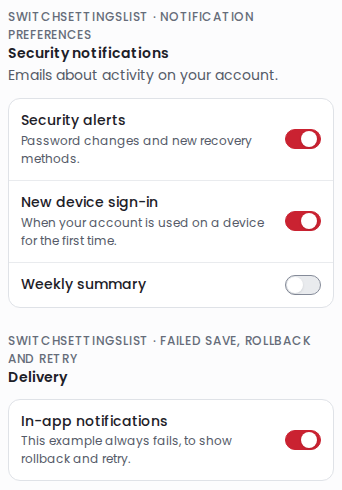 SWITCHSETTINGSLIST · NOTIFICATION
PREFERENCES
Security notifications
Emails about activity on your account.
Security alerts
Password changes and new recovery
methods.
New device sign-in
When your account is used on a device
for the first time.
Weekly summary
SWITCHSETTINGSLIST · FAILED SAVE, ROLLBACK
AND RETRY
Delivery
In-app notifications
This example always fails, to show
rollback and retry.